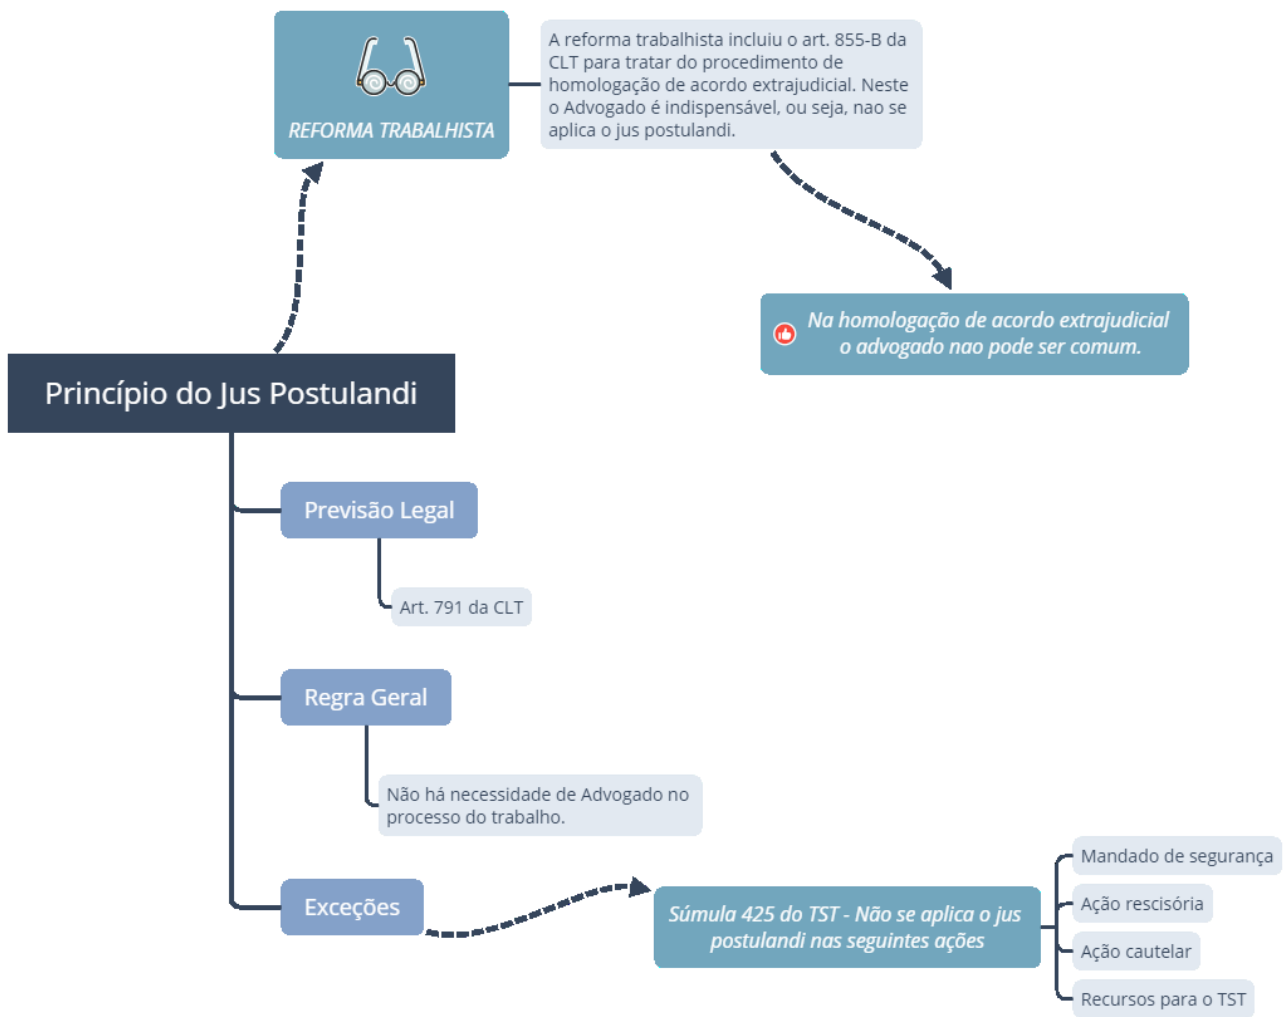 REFORMA TRABALHISTA
A reforma trabalhista incluiu o art. 855-B da
CLT para tratar do procedimento de
homologação de acordo extrajudicial. Neste
o Advogado é indispensável, ou seja, nao se
aplica o jus postulandi.
Na homologação de acordo extrajudicial
o advogado nao pode ser comum.
Princípio do Jus Postulandi
Previsão Legal
Art. 791 da CLT
Regra Geral
Não há necessidade de Advogado no
processo do trabalho.
Exceções
Súmula 425 do TST - Não se aplica o jus
postulandi nas seguintes ações
Mandado de segurança
Ação rescisória
Ação cautelar
Recursos para o TST